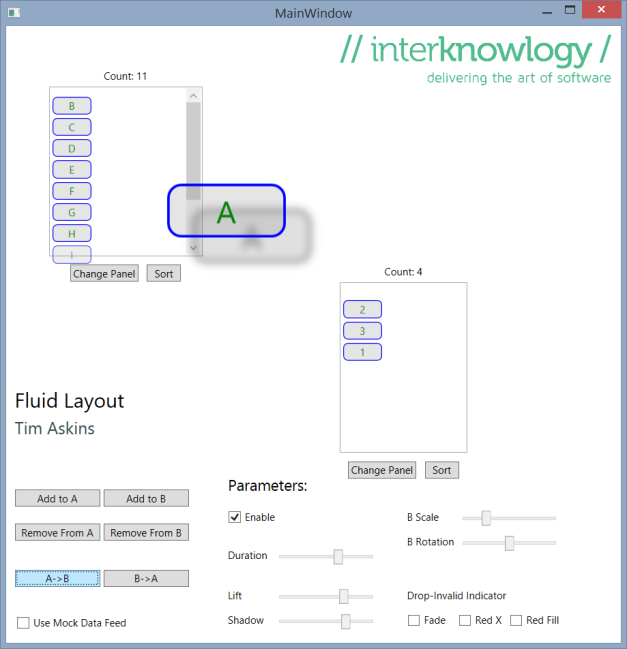 MainWindow
// interknowlogy /
delivering the art of software
Count: 11
B
C
D
E
F
G
H
I
A
A
Change Panel
Sort
Count: 4
2
3
1
Change Panel
Sort
Fluid Layout
Tim Askins
Add to A
Add to B
Remove From A
Remove From B
A->B
B->A
Use Mock Data Feed
Parameters:
Enable
Duration
Lift
Shadow
B Scale
B Rotation
Drop-Invalid Indicator
Fade
Red X
Red Fill